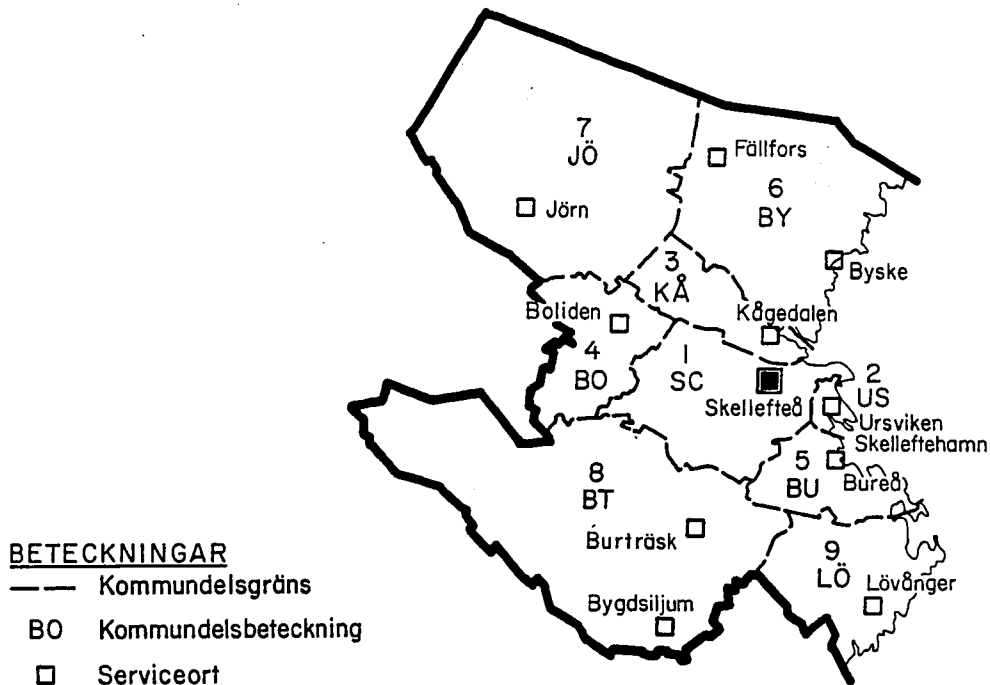 7
JÖ
Jörn
Fällfors
6
BY
Byske
3
KÅ
Kågedalen
Boliden
4
BO
1
SC
Skellefteå
2
US
Ursviken
Skelleftehamn
5
BU
Bureå
8
BT
Burträsk
Bygdsiljum
9
LÖ
Lövånger
BETECKNINGAR
Kommundelsgräns
BO Kommundelsbeteckning
Serviceort